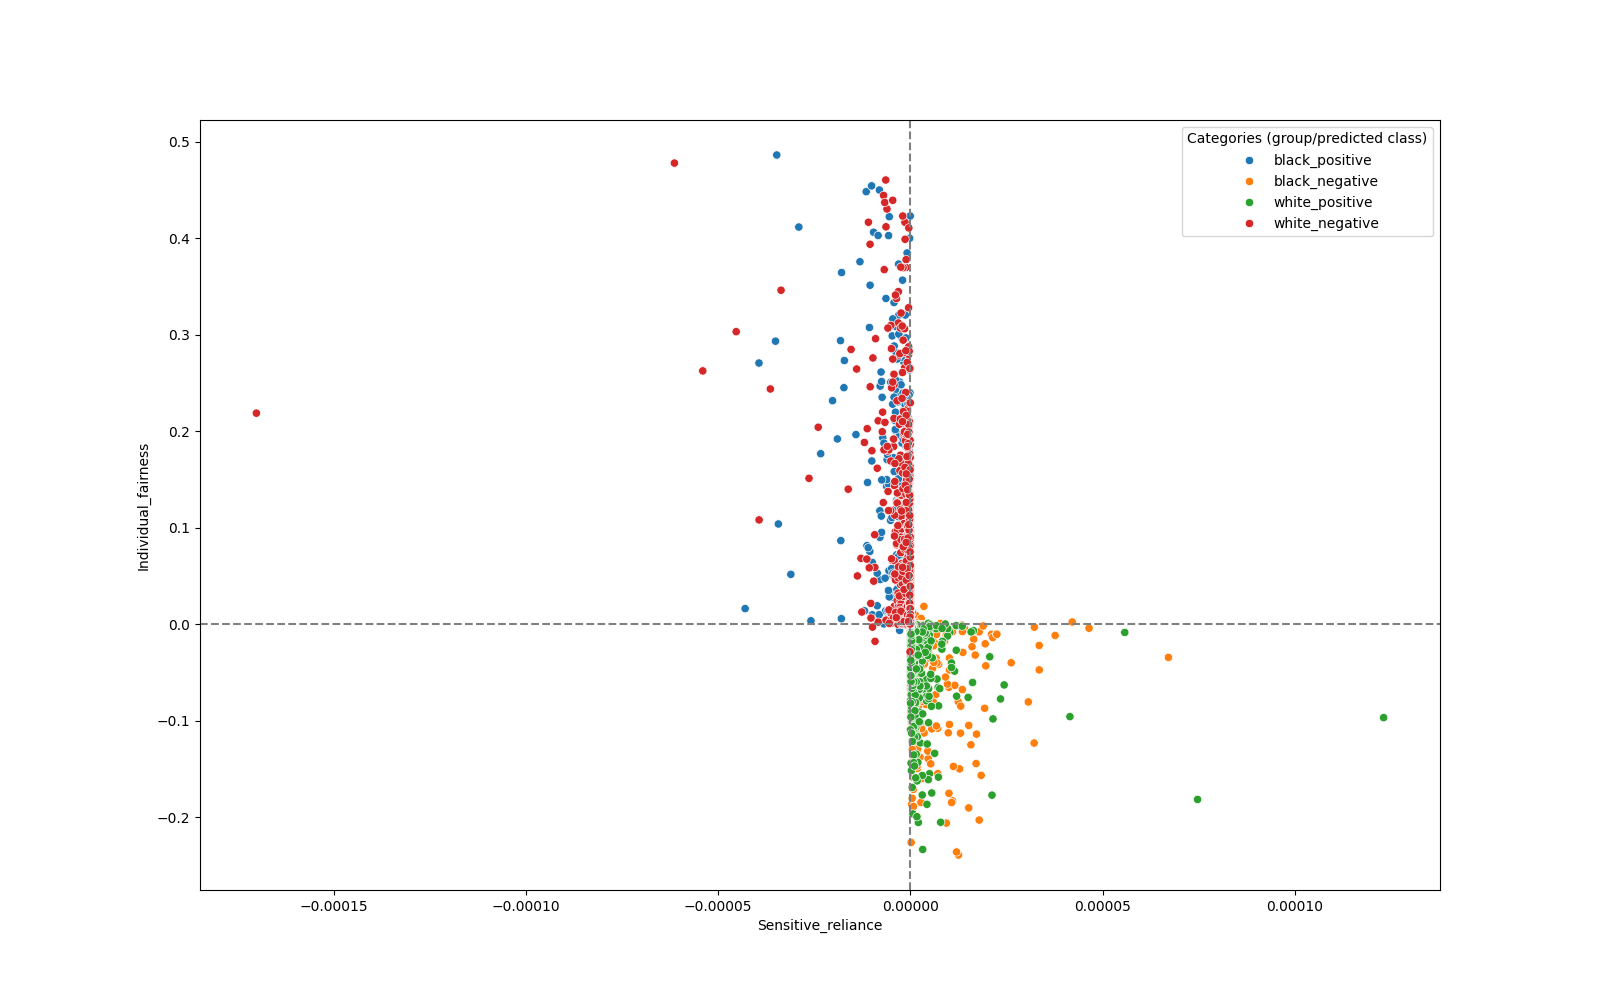 Categories (group/predicted class)
black_positive
black_negative
white_positive
white_negative
0.5
0.4
0.3
0.2
0.1
0.0
−0.1
−0.2
Individual_fairness
−0.00015
−0.00010
−0.00005
0.00000
0.00005
0.00010
Sensitive_reliance